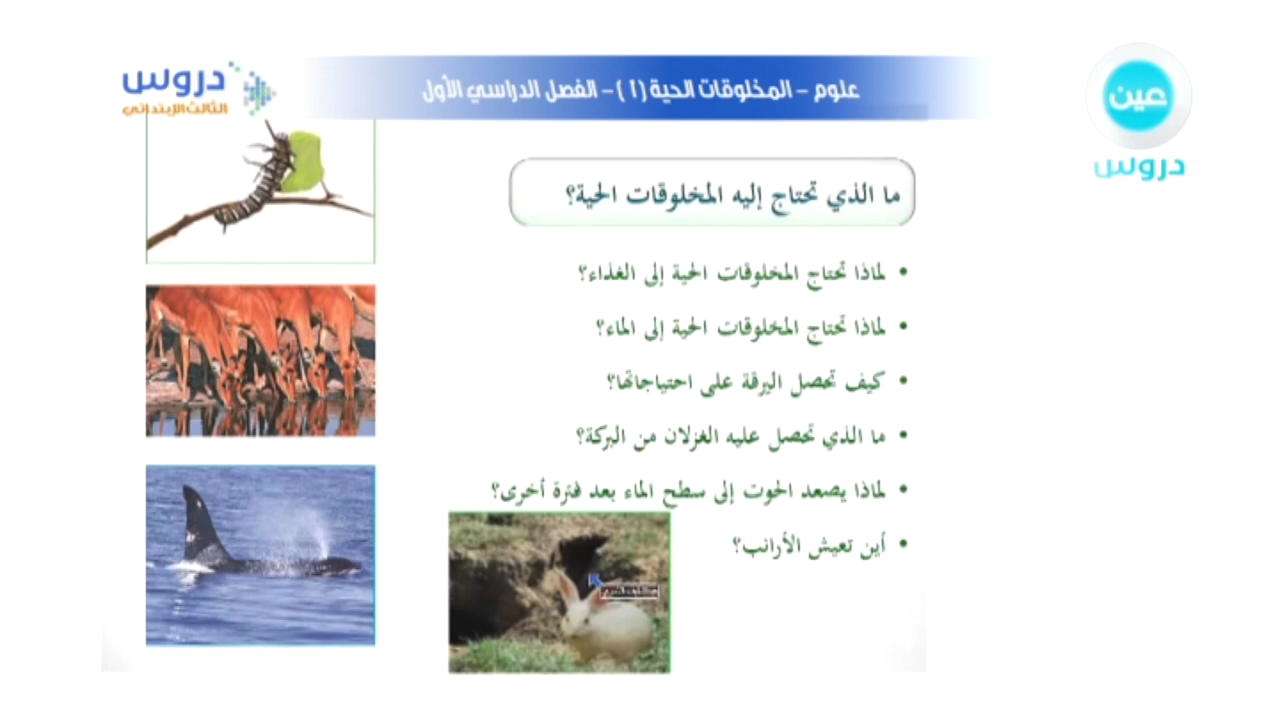 علوم – المخلوقات الحية (١) – الفصل الدراسي الأول
دروس
الثالث الابتدائي
عين
دروس
ما الذي تحتاج إليه المخلوقات الحية؟
• لماذا تحتاج المخلوقات الحية إلى الغذاء؟
• لماذا تحتاج المخلوقات الحية إلى الماء؟
• كيف تحصل اليرقة على احتياجاتها؟
• ما الذي تحصل عليه الغزلان من البركة؟
• لماذا يصعد الحوت إلى سطح الماء بعد فترة أخرى؟
• أين تعيش الأرانب؟